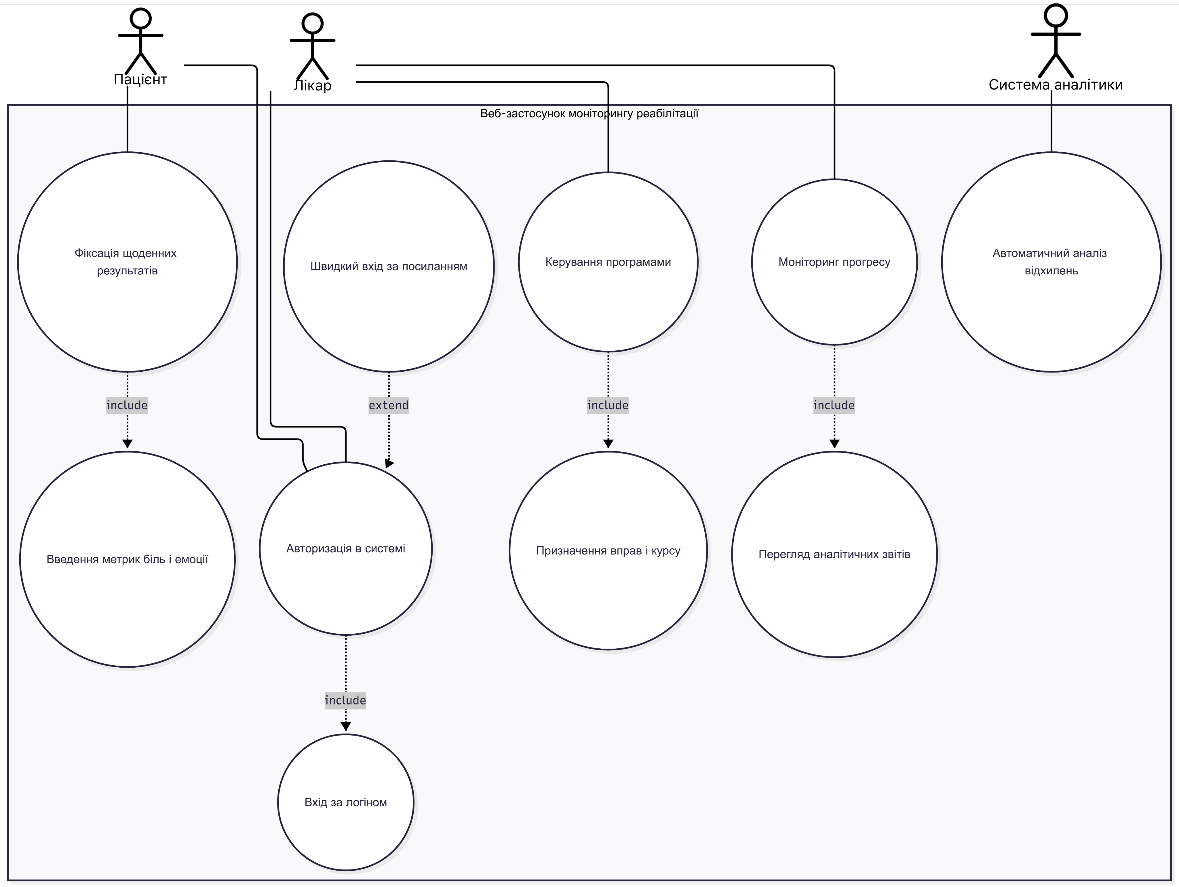 Пацієнт
Лікар
Система аналітики
Веб-застосунок моніторингу реабілітації
Фіксація щоденних
результатів
Швидкий вхід за посиланням
Керування програмами
Моніторинг прогресу
Автоматичний аналіз
відхилень
include
extend
include
include
Введення метрик біль і емоції
Авторизація в системі
Призначення вправ і курсу
Перегляд аналітичних звітів
include
Вхід за логіном